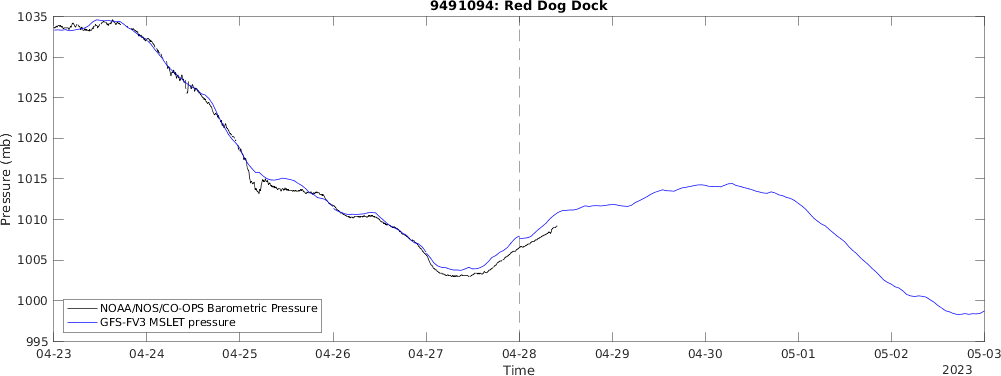 9491094: Red Dog Dock
Pressure (mb)
1035
1030
1025
1020
1015
1010
1005
1000
995
NOAA/NOS/CO-OPS Barometric Pressure
GFS-FV3 MSLET pressure
04-23 04-24 04-25 04-26 04-27 04-28 04-29 04-30 05-01 05-02 05-03
Time
2023